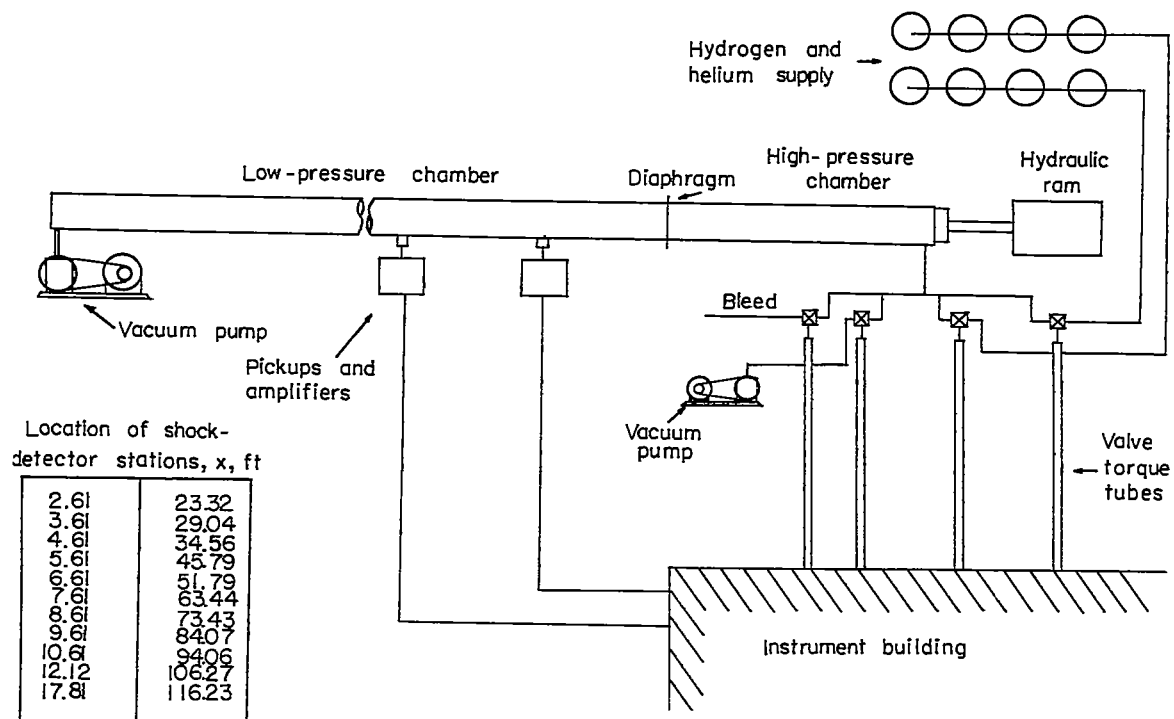 Hydrogen and
helium supply
Low-pressure chamber
Diaphragm
High-pressure
chamber
Hydraulic
ram
Vacuum pump
Pickups and
amplifiers
Bleed
Vacuum
pump
Valve
torque
tubes
Instrument building
Location of shock-
detector stations, x, ft
2.61 23.32
3.61 29.04
4.61 34.56
5.61 45.79
6.61 51.79
7.61 63.44
8.61 73.43
9.61 84.07
10.61 94.06
12.12 106.27
17.81 116.23